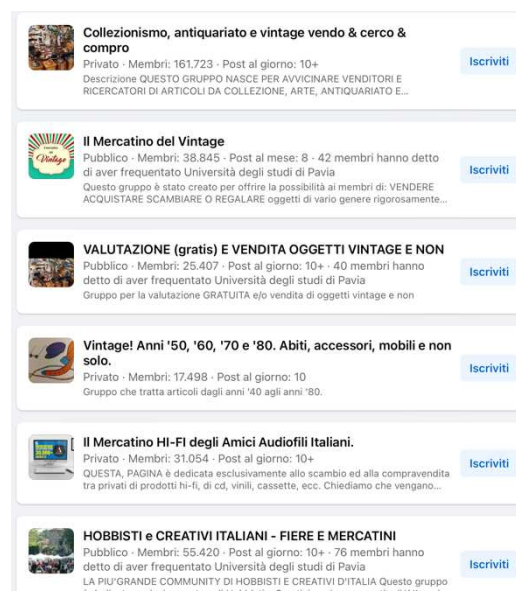 Collezionismo, antiquariato e vintage vendo & cerco &
compro
Privato · Membri: 161.723 · Post al giorno: 10+
Descrizione QUESTO GRUPPO NASCE PER AVVICINARE VENDITORI E
RICERCATORI DI ARTICOLI DA COLLEZIONE, ARTE, ANTIQUARIATO E...
Iscriviti
Il Mercatino del Vintage
Pubblico · Membri: 38.845 · Post al mese: 8 · 42 membri hanno detto
di aver frequentato Università degli studi di Pavia
Questo gruppo è stato creato per offrire la possibilità ai membri di: VENDERE
ACQUISTARE SCAMBIARE O REGALARE oggetti di vario genere rigorosamente...
Iscriviti
Vintage
VALUTAZIONE (gratis) E VENDITA OGGETTI VINTAGE E NON
Pubblico · Membri: 25.407 · Post al giorno: 10+ · 40 membri hanno
detto di aver frequentato Università degli studi di Pavia
Gruppo per la valutazione GRATUITA e/o vendita di oggetti vintage e non
Iscriviti
Vintage! Anni '50, '60, '70 e '80. Abiti, accessori, mobili e non
solo.
Privato · Membri: 17.498 · Post al giorno: 10
Gruppo che tratta articoli dagli anni '40 agli anni '80.
Iscriviti
Il Mercatino HI-FI degli Amici Audiofili Italiani.
Privato · Membri: 31.054 · Post al giorno: 10+
QUESTA, PAGINA è dedicata esclusivamente allo scambio ed alla compravendita
tra privati di prodotti hi-fi, di cd, vinili, cassette, ecc. Chiediamo che vengano...
Iscriviti
HOBBISTI e CREATIVI ITALIANI - FIERE E MERCATINI
Pubblico · Membri: 55.420 · Post al giorno: 10+ · 76 membri hanno
detto di aver frequentato Università degli studi di Pavia
LA PIU'GRANDE COMMUNITY DI HOBBISTI E CREATIVI D'ITALIA Questo gruppo
Iscriviti